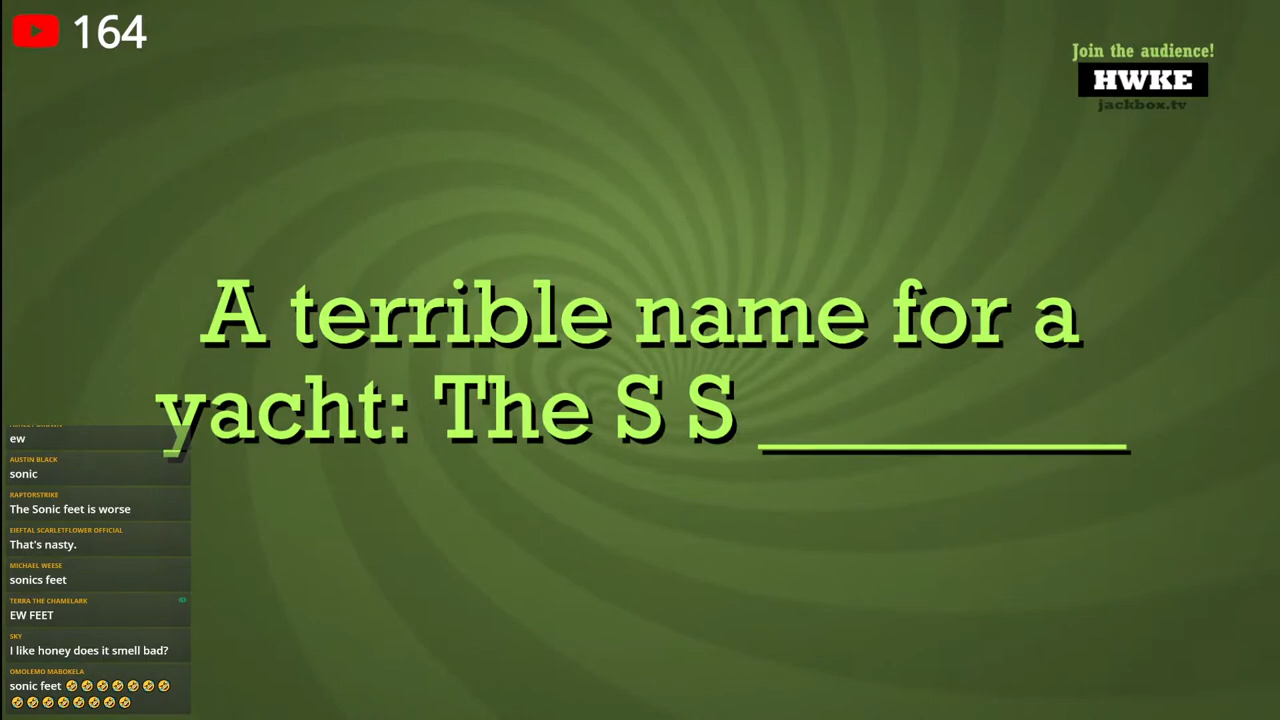 164
Join the audience!
HWKE
jackbox.tv
A terrible name for a
yacht: The S S __________
ew
AUSTIN BLACK
sonic
RAPTORSTRIKE
The Sonic feet is worse
EIEFTAL SCARLETFLOWER OFFICIAL
That's nasty.
MICHAEL WEESE
sonics feet
TERRA THE CHAMELARK
EW FEET
SKY
I like honey does it smell bad?
OMOLEMO MABOKELA
sonic feet 🤣🤣🤣🤣🤣🤣🤣
🤣🤣🤣🤣🤣🤣🤣🤣